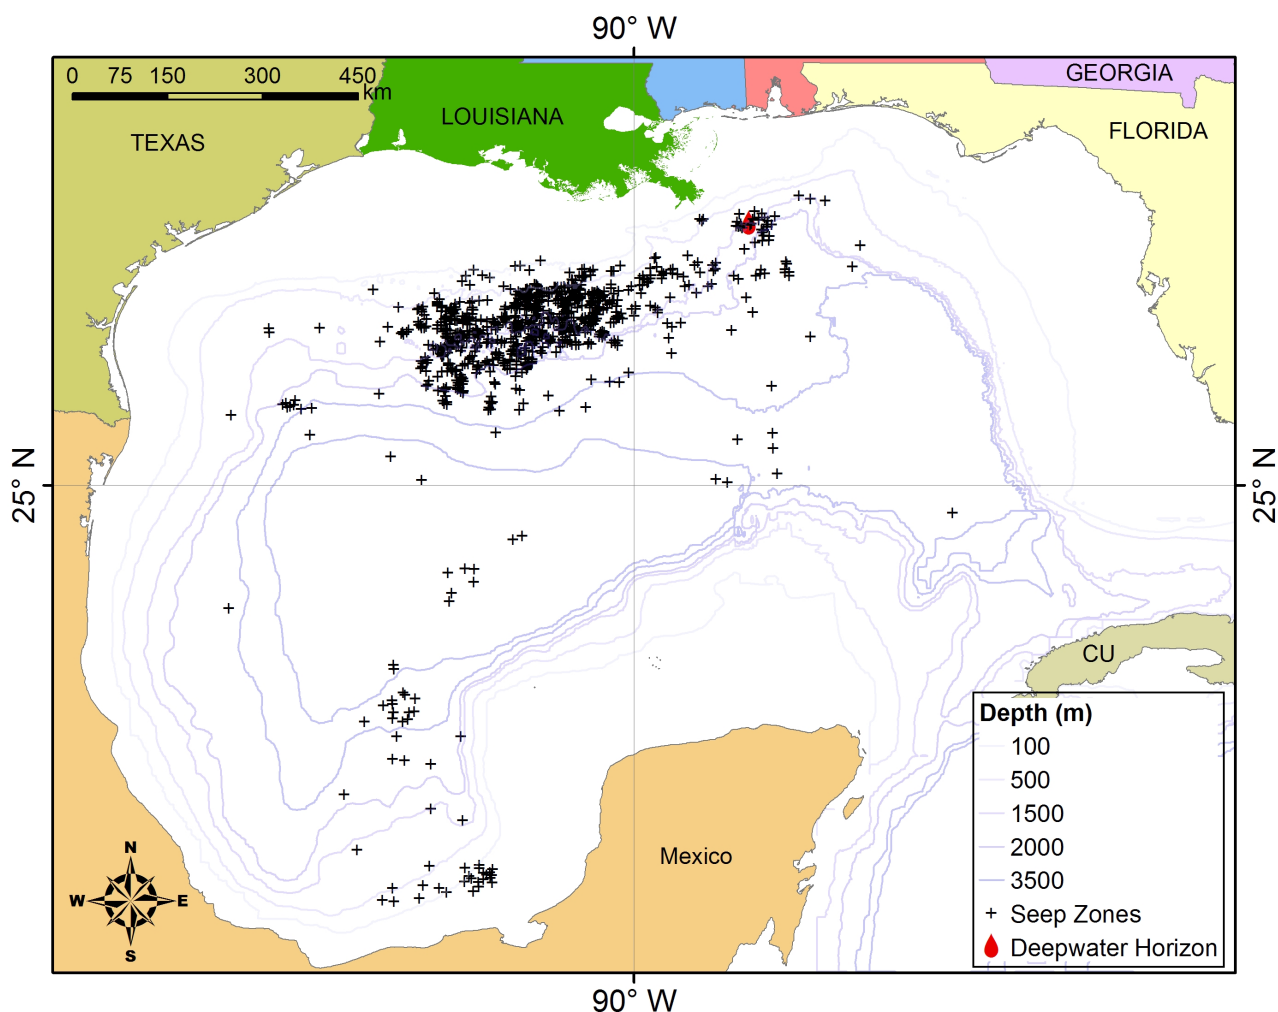 90° W
0 75 150 300 450
km
GEORGIA
LOUISIANA
FLORIDA
TEXAS
25° N
25° N
CU
Depth (m)
100
500
1500
2000
3500
Seep Zones
Deepwater Horizon
Mexico
N
W E
S
90° W